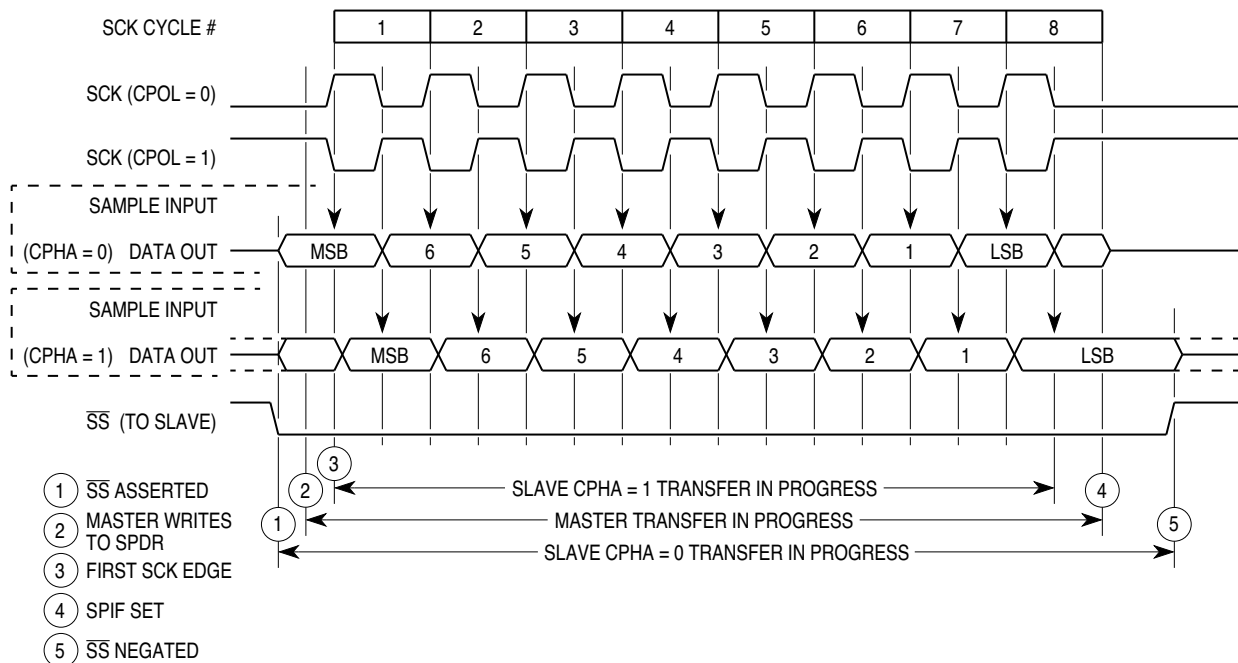 SCK CYCLE # 1 2 3 4 5 6 7 8
SCK (CPOL = 0)
SCK (CPOL = 1)
SAMPLE INPUT
(CPHA = 0) DATA OUT MSB 6 5 4 3 2 1 LSB
SAMPLE INPUT
(CPHA = 1) DATA OUT MSB 6 5 4 3 2 1 LSB
SS (TO SLAVE)
3
1 SS ASSERTED
2 SLAVE CPHA = 1 TRANSFER IN PROGRESS 4
2 MASTER WRITES
TO SPDR
1 MASTER TRANSFER IN PROGRESS 5
SLAVE CPHA = 0 TRANSFER IN PROGRESS
3 FIRST SCK EDGE
4 SPIF SET
5 SS NEGATED